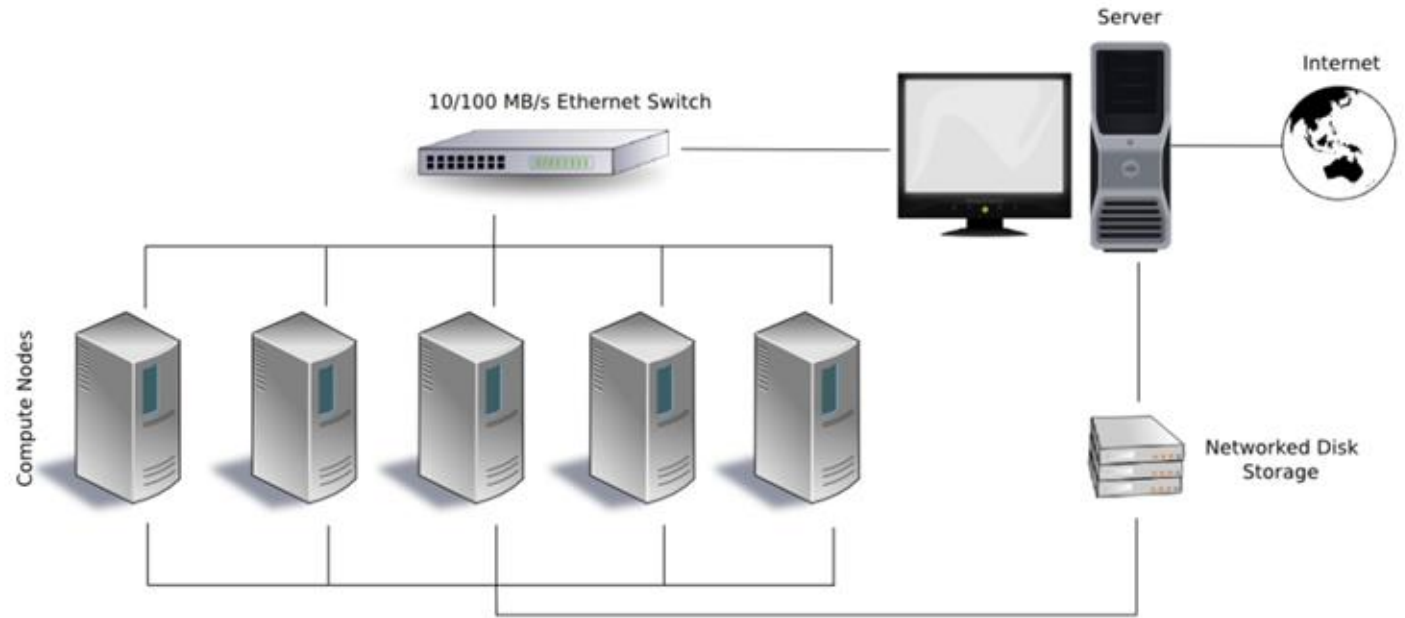 Server
Internet
10/100 MB/s Ethernet Switch
Compute Nodes
Networked Disk
Storage